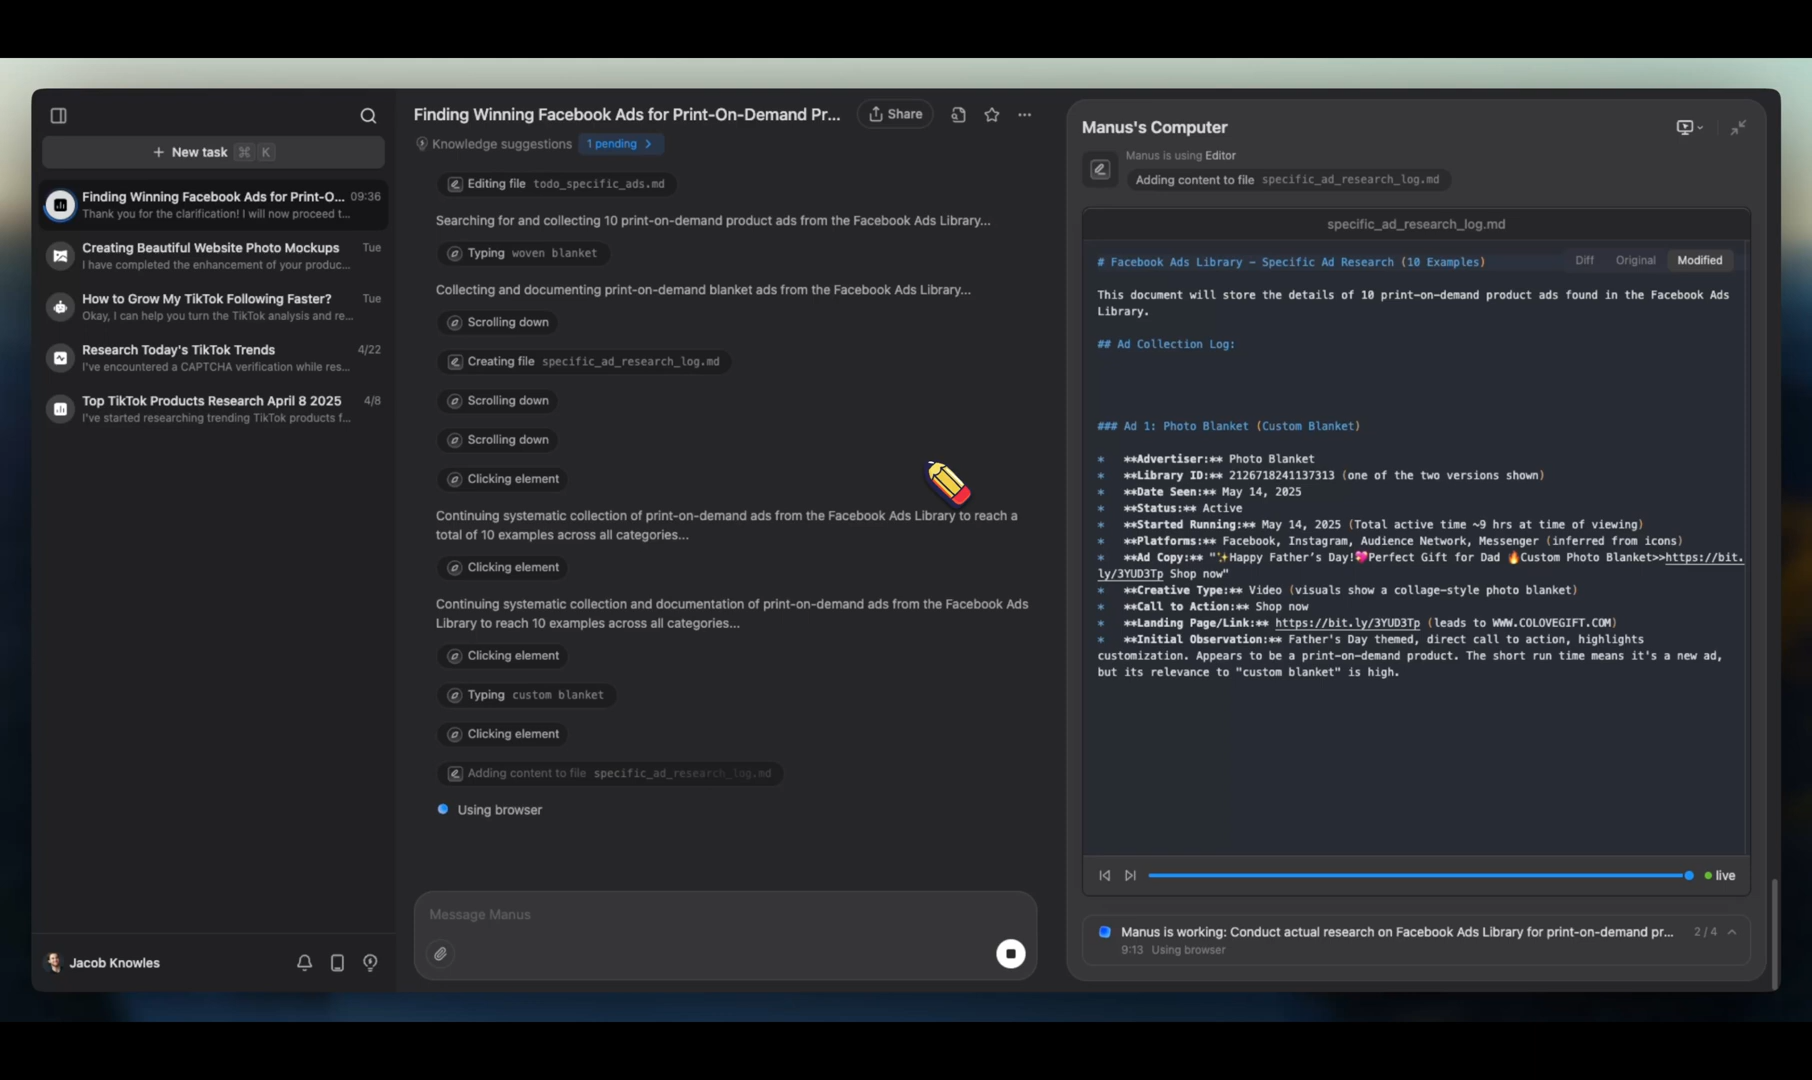 New task ⌘ K
Finding Winning Facebook Ads for Print-O... 09:36
Thank you for the clarification! I will now proceed t...
Creating Beautiful Website Photo Mockups Tue
I have completed the enhancement of your produc...
How to Grow My TikTok Following Faster? Tue
Okay, I can help you turn the TikTok analysis and re...
Research Today's TikTok Trends 4/22
I've encountered a CAPTCHA verification while res...
Top TikTok Products Research April 8 2025 4/8
I've started researching trending TikTok products f...
Jacob Knowles
Finding Winning Facebook Ads for Print-On-Demand Pr... Share
Knowledge suggestions 1 pending
Editing file todo_specific_ads.md
Searching for and collecting 10 print-on-demand product ads from the Facebook Ads Library...
Typing woven blanket
Collecting and documenting print-on-demand blanket ads from the Facebook Ads Library...
Scrolling down
Creating file specific_ad_research_log.md
Scrolling down
Scrolling down
Clicking element
Continuing systematic collection of print-on-demand ads from the Facebook Ads Library to reach a
total of 10 examples across all categories...
Clicking element
Continuing systematic collection and documentation of print-on-demand ads from the Facebook Ads
Library to reach 10 examples across all categories...
Clicking element
Typing custom blanket
Clicking element
Adding content to file specific_ad_research_log.md
Using browser
Message Manus
Manus's Computer
Manus is using Editor
Adding content to file specific_ad_research_log.md
specific_ad_research_log.md
Diff Original Modified
# Facebook Ads Library - Specific Ad Research (10 Examples)
This document will store the details of 10 print-on-demand product ads found in the Facebook Ads
Library.
## Ad Collection Log:
### Ad 1: Photo Blanket (Custom Blanket)
* **Advertiser:** Photo Blanket
* **Library ID:** 2126718241137313 (one of the two versions shown)
* **Date Seen:** May 14, 2025
* **Status:** Active
* **Started Running:** May 14, 2025 (Total active time ~9 hrs at time of viewing)
* **Platforms:** Facebook, Instagram, Audience Network, Messenger (inferred from icons)
* **Ad Copy:** "✨Happy Father's Day!💖Perfect Gift for Dad 🔥Custom Photo Blanket>>https://bit.
ly/3YUD3Tp Shop now"
* **Creative Type:** Video (visuals show a collage-style photo blanket)
* **Call to Action:** Shop now
* **Landing Page/Link:** https://bit.ly/3YUD3Tp (leads to WWW.COLOVEGIFT.COM)
* **Initial Observation:** Father's Day themed, direct call to action, highlights
customization. Appears to be a print-on-demand product. The short run time means it's a new ad,
but its relevance to "custom blanket" is high.
live
Manus is working: Conduct actual research on Facebook Ads Library for print-on-demand pr... 2 / 4
9:13 Using browser